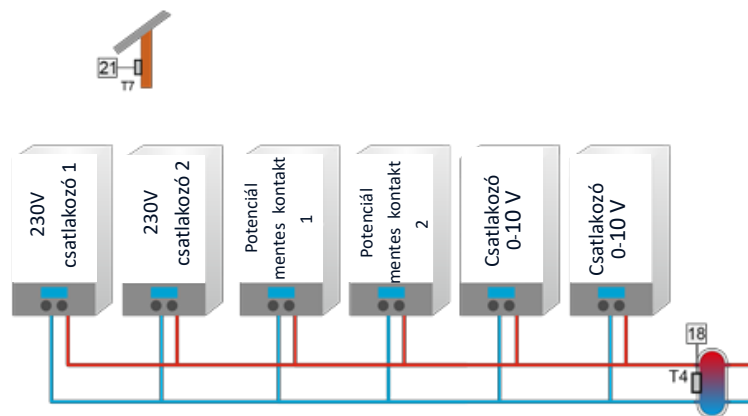 21
T7
230V
csatlakozó 1
230V
csatlakozó 2
Potenciál
mentes kontakt
1
Potenciál
mentes kontakt
2
Csatlakozó
0-10 V
Csatlakozó
0-10 V
18
T4